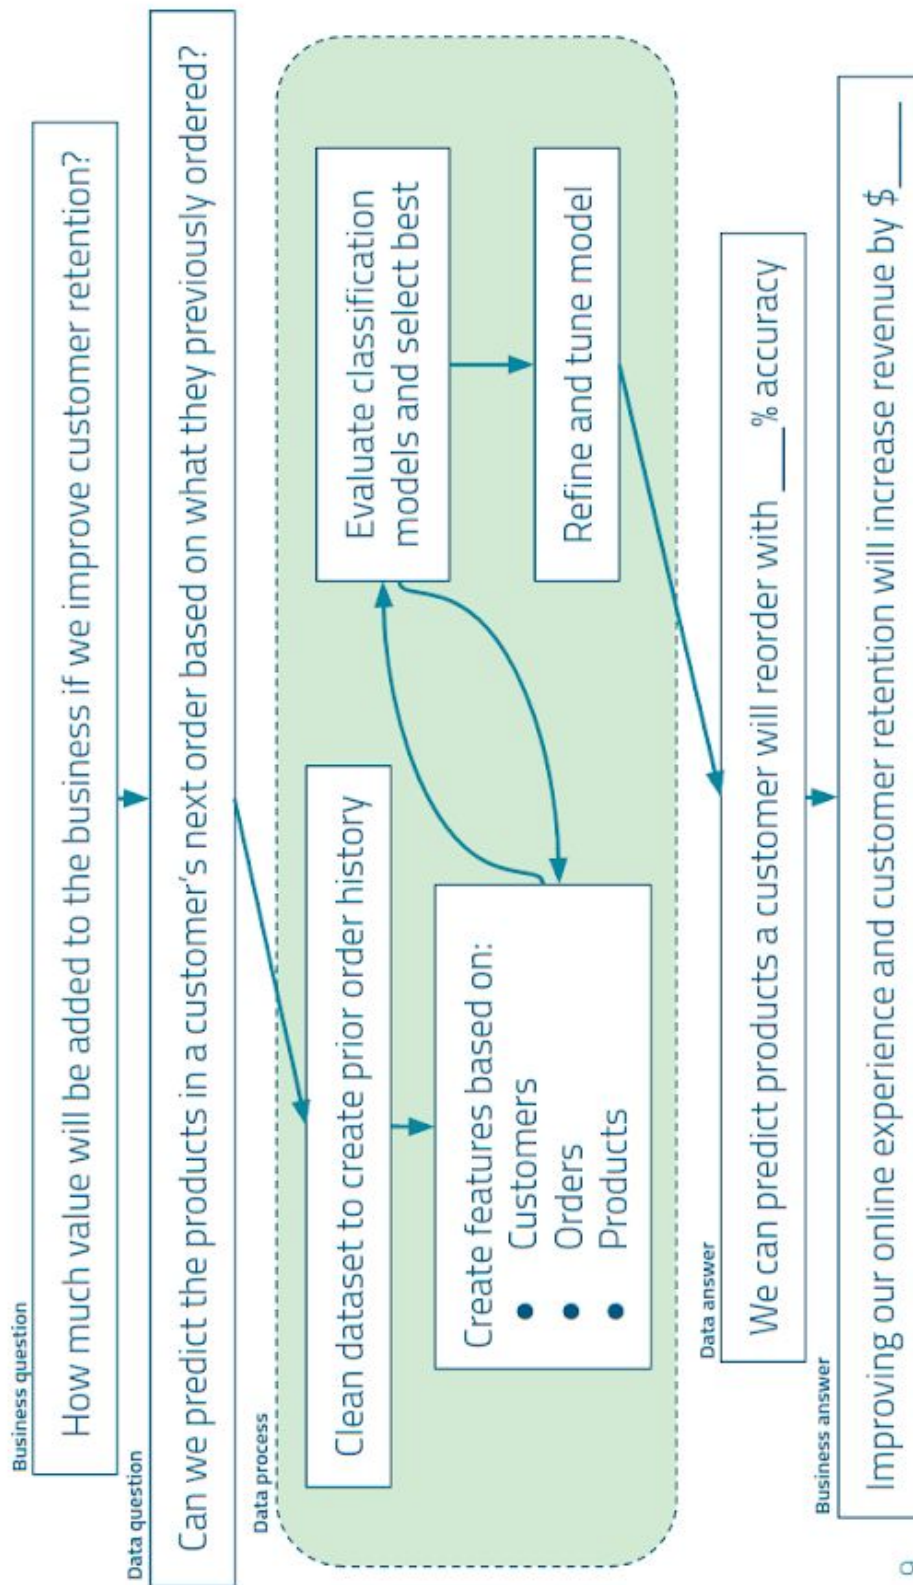 Business question
How much value will be added to the business if we improve customer retention?
Data question
Can we predict the products in a customer’s next order based on what they previously ordered?
Data process
Clean dataset to create prior order history
Create features based on:
● Customers
● Orders
● Products
Evaluate classification
models and select best
Refine and tune model
Data answer
We can predict products a customer will reorder with ___% accuracy
Business answer
Improving our online experience and customer retention will increase revenue by $____